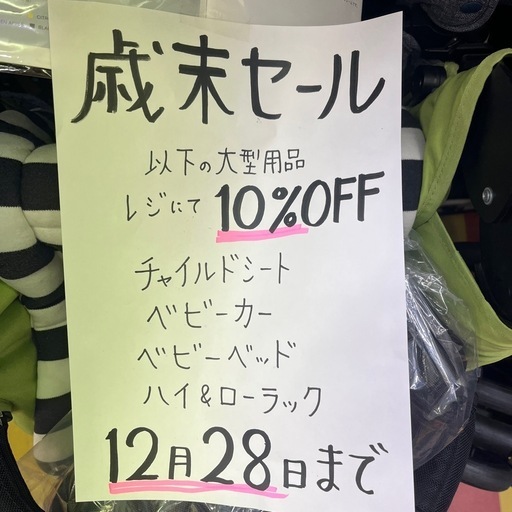 歳末セール
以下の大型用品
レジにて 10%OFF
チャイルドシート
ベビーカー
ベビーベッド
ハイ&ローラック
12月28日まで